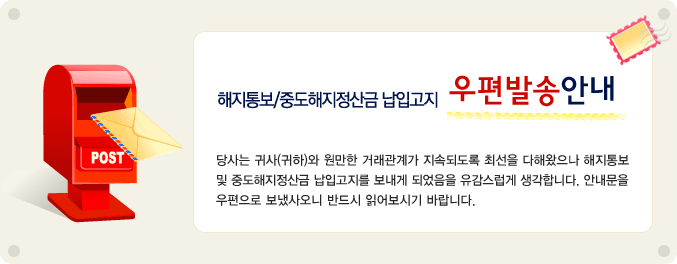 해지통보/중도해지정산금 납입고지 우편발송안내
POST
당사는 귀사(귀하)와 원만한 거래관계가 지속되도록 최선을 다해왔으나 해지통보
및 중도해지정산금 납입고지를 보내게 되었음을 유감스럽게 생각합니다. 안내문을
우편으로 보냈사오니 반드시 읽어보시기 바랍니다.